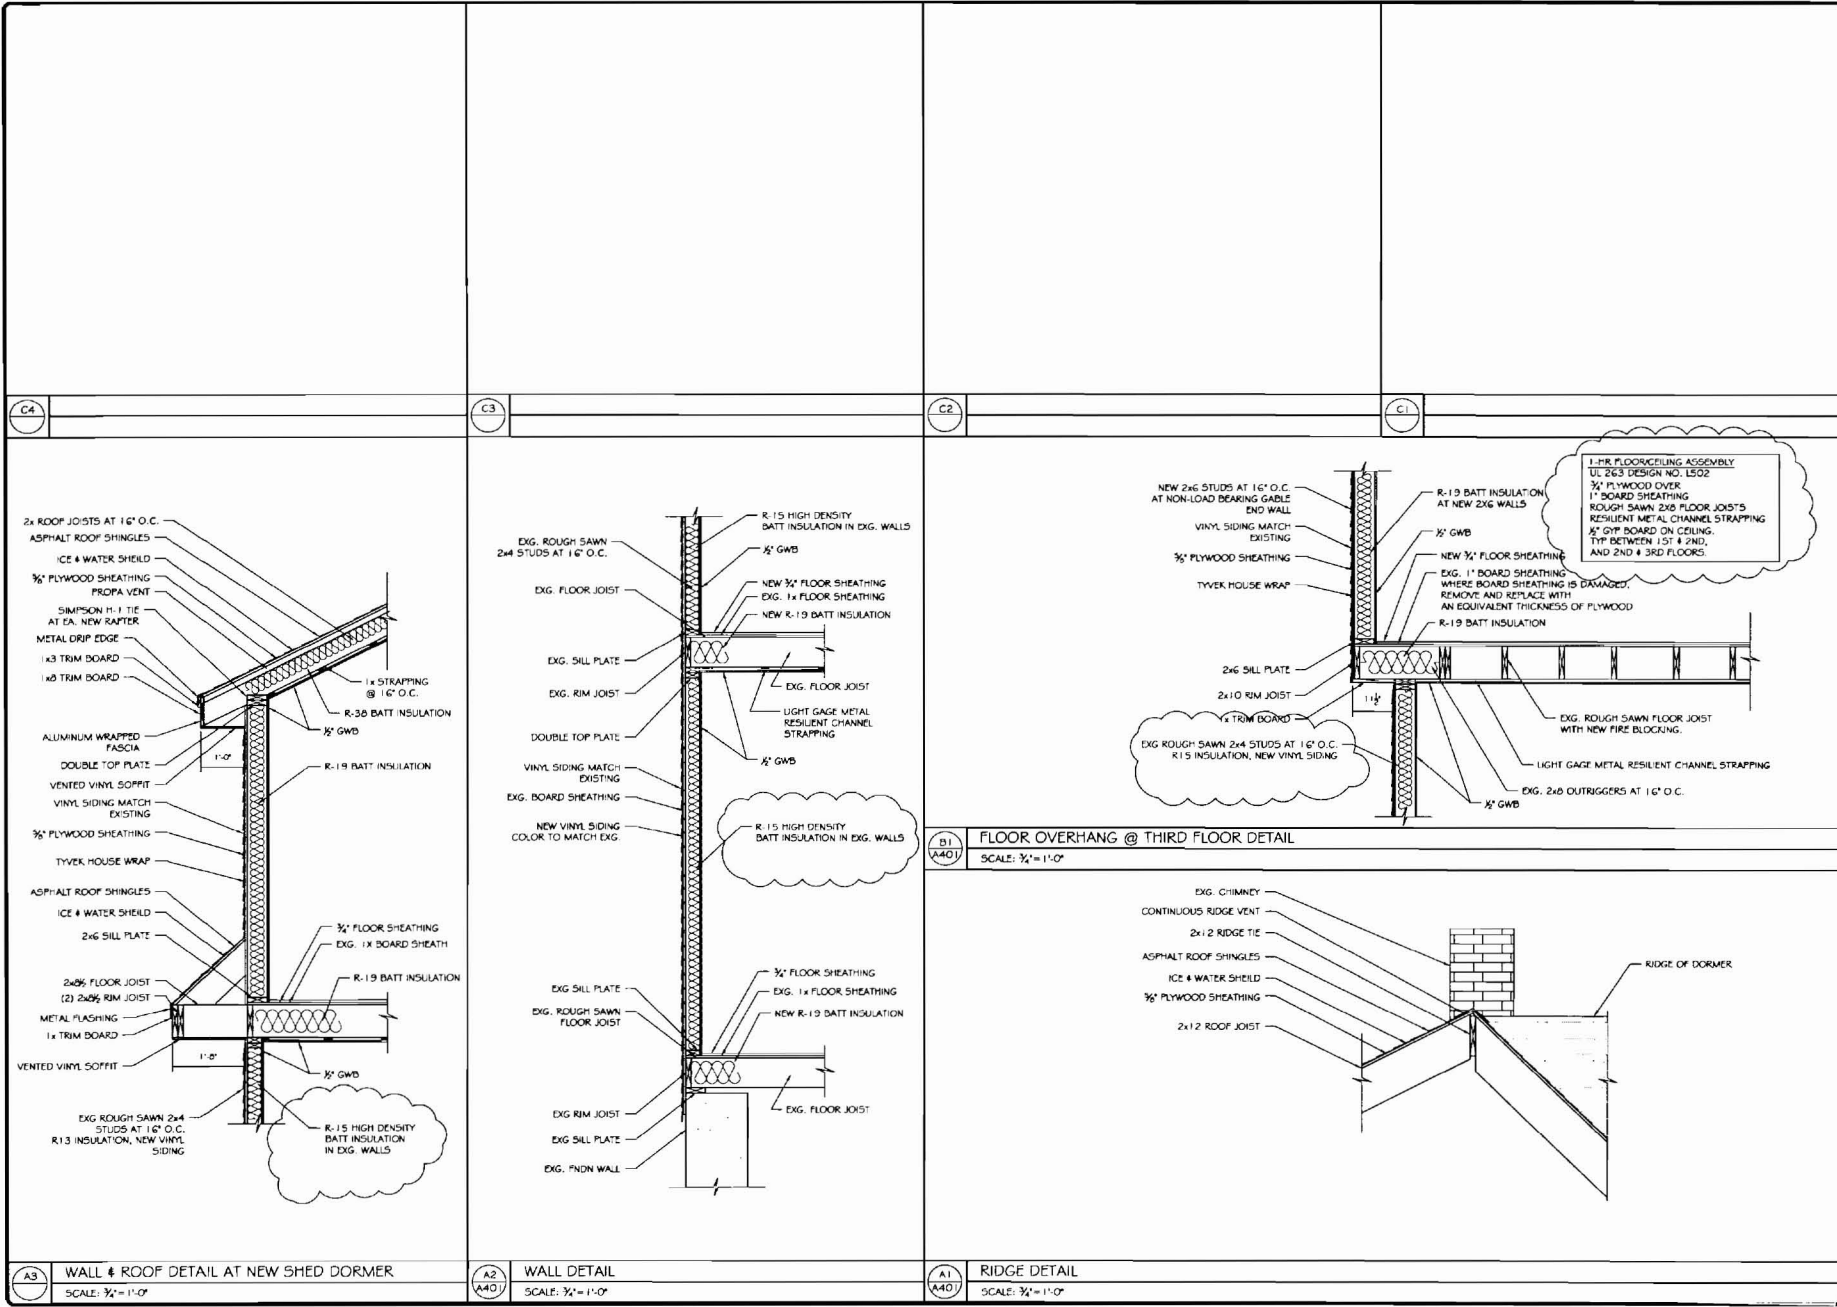 C4
C3
C2
C1
2x ROOF JOISTS AT 16" O.C.
ASPHALT ROOF SHINGLES
ICE & WATER SHEILD
⅝" PLYWOOD SHEATHING
PROPA VENT
SIMPSON H-1 TIE
AT EA. NEW RAFTER
METAL DRIP EDGE
1x3 TRIM BOARD
1x8 TRIM BOARD
1x STRAPPING
@ 16" O.C.
R-38 BATT INSULATION
½" GWB
ALUMINUM WRAPPED
FASCIA
DOUBLE TOP PLATE
1'-0"
VENTED VINYL SOFFIT
R-19 BATT INSULATION
VINYL SIDING MATCH
EXISTING
⅝" PLYWOOD SHEATHING
TYVEK HOUSE WRAP
ASPHALT ROOF SHINGLES
ICE & WATER SHEILD
2x6 SILL PLATE
¾" FLOOR SHEATHING
EXG. 1X BOARD SHEATH
R-19 BATT INSULATION
FLOOR JOIST
RIM JOIST
METAL FLASHING
1x TRIM BOARD
VENTED VINYL SOFFIT
½" GWB
EXG ROUGH SAWN 2x4
STUDS AT 16" O.C.
R13 INSULATION, NEW VINYL
SIDING
R-15 HIGH DENSITY
BATT INSULATION
IN EXG. WALLS
A3
WALL & ROOF DETAIL AT NEW SHED DORMER
SCALE: ¾"=1'-0"
R-15 HIGH DENSITY
BATT INSULATION IN EXG. WALLS
EXG. ROUGH SAWN
2x4 STUDS AT 16" O.C.
½" GWB
EXG. FLOOR JOIST
NEW ¾" FLOOR SHEATHING
EXG. 1x FLOOR SHEATHING
NEW R-19 BATT INSULATION
EXG. SILL PLATE
EXG. RIM JOIST
EXG. FLOOR JOIST
LIGHT GAGE METAL
RESILIENT CHANNEL
STRAPPING
DOUBLE TOP PLATE
½" GWB
VINYL SIDING MATCH
EXISTING
EXG. BOARD SHEATHING
NEW VINYL SIDING
COLOR TO MATCH EXG.
R-15 HIGH DENSITY
BATT INSULATION IN EXG. WALLS
EXG SILL PLATE
EXG. ROUGH SAWN
FLOOR JOIST
¾" FLOOR SHEATHING
EXG. 1x FLOOR SHEATHING
NEW R-19 BATT INSULATION
EXG RIM JOIST
EXG. FLOOR JOIST
EXG SILL PLATE
EXG. FNDN WALL
A2
A401
WALL DETAIL
SCALE: ¾"=1'-0"
1-HR FLOOR/CEILING ASSEMBLY
UL 263 DESIGN NO. L502
¾" PLYWOOD OVER
1" BOARD SHEATHING
ROUGH SAWN 2X8 FLOOR JOISTS
RESILIENT METAL CHANNEL STRAPPING
GYP BOARD ON CEILING.
TYP BETWEEN 1ST & 2ND,
AND 2ND & 3RD FLOORS.
NEW 2x6 STUDS AT 16" O.C.
AT NON-LOAD BEARING GABLE
END WALL
VINYL SIDING MATCH
EXISTING
⅝" PLYWOOD SHEATHING
TYVEK HOUSE WRAP
R-19 BATT INSULATION
AT NEW 2X6 WALLS
½" GWB
NEW ¾" FLOOR SHEATHING
EXG. 1" BOARD SHEATHING
WHERE BOARD SHEATHING IS DAMAGED,
REMOVE AND REPLACE WITH
AN EQUIVALENT THICKNESS OF PLYWOOD
R-19 BATT INSULATION
2x6 SILL PLATE
2x10 RIM JOIST
1x TRIM BOARD
EXG ROUGH SAWN 2x4 STUDS AT 16" O.C.
R15 INSULATION, NEW VINYL SIDING
EXG. ROUGH SAWN FLOOR JOIST
WITH NEW FIRE BLOCKING.
LIGHT GAGE METAL RESILIENT CHANNEL STRAPPING
EXG. 2x8 OUTRIGGERS AT 16" O.C.
½" GWB
B1
A401
FLOOR OVERHANG @ THIRD FLOOR DETAIL
SCALE: ¾"=1'-0"
EXG. CHIMNEY
CONTINUOUS RIDGE VENT
2x12 RIDGE TIE
ASPHALT ROOF SHINGLES
ICE & WATER SHEILD
⅝" PLYWOOD SHEATHING
2x12 ROOF JOIST
RIDGE OF DORMER
A1
A401
RIDGE DETAIL
SCALE: ¾"=1'-0"